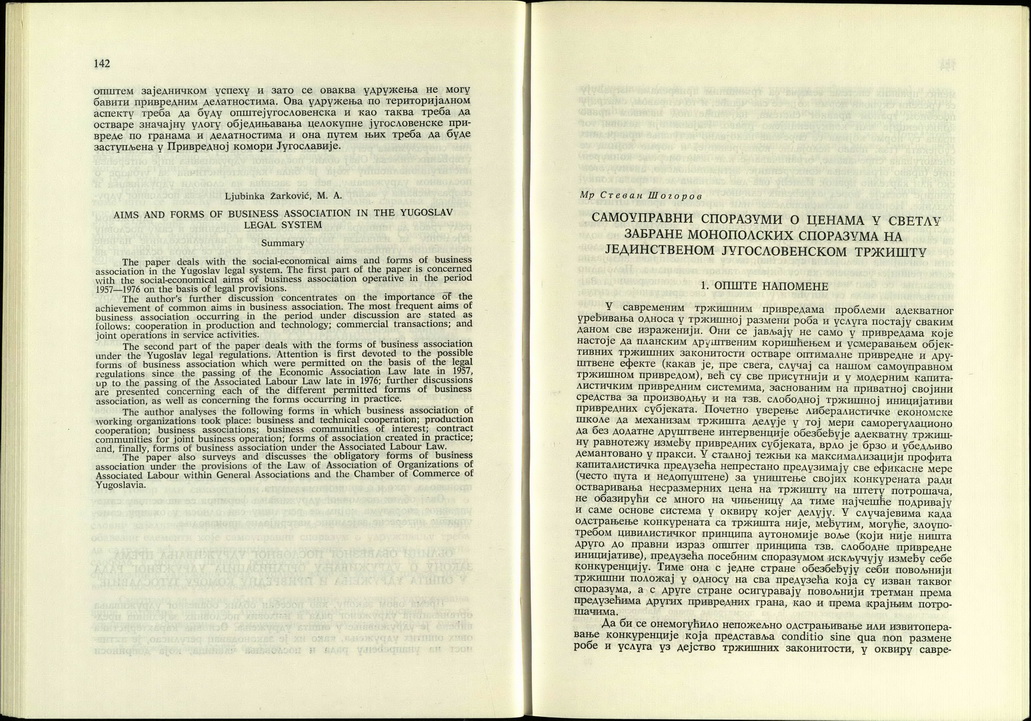 142
општем заједничком успеху и зато се оваква удружења не могу
бавити привредним делатностима. Ова удружења по територијалном
аспекту треба да буду општејугословенска и као таква треба да
остваре значајну улогу обједињавања целокупне југословенске при-
вреде по гранама и делатностима и она путем њих треба да буде
заступљена у Привредној комори Југославије.
Ljubinka Žarković, M. A.
AIMS AND FORMS OF BUSINESS ASSOCIATION IN THE YUGOSLAV
LEGAL SYSTEM
Summary
The paper deals with the social-economical aims and forms of business
association in the Yugoslav legal system. The first part of the paper is concerned
with the social-economical aims of business association operative in the period
1957—1976 on the basis of legal provisions.
The author's further discussion concentrates on the importance of the
achievement of common aims in business association. The most frequent aims of
business association occurring in the period under discussion are stated as
follows: cooperation in production and technology; commercial transactions; and
joint operations in service activities.
The second part of the paper deals with the forms of business association
under the Yugoslav legal regulations. Attention is first devoted to the possible
forms of business association which were permitted on the basis of the legal
regulations since the passing of the Economic Association Law late in 1957,
up to the passing of the Associated Labour Law late in 1976; further discussions
are presented concerning each of the different permitted forms of business
association, as well as concerning the forms occurring in practice.
The author analyses the following forms in which business association of
working organizations took place: business and technical cooperation; production
cooperation; business associations; business communities of interest; contract
communities for joint business operation; forms of association created in practice;
and, finally, forms of business association under the Associated Labour Law.
The paper also surveys and discusses the obligatory forms of business
association under the provisions of the Law of Association of Organizations of
Associated Labour within General Associations and the Chamber of Commerce of
Yugoslavia.
Мр Стеван Шогоров
САМОУПРАВНИ СПОРАЗУМИ О ЦЕНАМА У СВЕТЛУ
ЗАБРАНЕ МОНОПОЛСКИХ СПОРАЗУМА НА
ЈЕДИНСТВЕНОМ ЈУГОСЛОВЕНСКОМ ТРЖИШТУ
1. ОПШТЕ НАПОМЕНЕ
У савременим тржишним привредама проблеми адекватног
уређивања односа у тржишној размени роба и услуга постају сваким
даном све израженији. Они се јављају не само у привредама које
настоје да планским друштвеним коришћењем и усмеравањем објек-
тивних тржишних законитости остваре оптималне привредне и дру-
штвене ефекте (какав је, пре свега, случај са нашом самоуправном
тржишном привредом), већ су све присутнији и у модерним капита-
листичким привредним системима, заснованим на приватној својини
средства за производњу и на тзв. слободној тржишној иницијативи
привредних субјеката. Почетно уверење либералистичке економске
школе да механизам тржишта делује у тој мери саморегулационо
да без додатне друштвене интервенције обезбеђује адекватну тржиш-
ну равнотежу између привредних субјеката, врло је брзо и убедљиво
демантовано у пракси. У сталној тежњи ка максимализацији профита
капиталистичка предузећа непрестано предузимају све ефикасне мере
(често пута и недопуштене) за уништење својих конкурената ради
остваривања несразмерних цена на тржишту на штету потрошача,
не обазирући се много на чињеницу да тиме најчешће подривају
и саме основе система у оквиру којег делују. У случајевима када
одстрањење конкурената са тржишта није, међутим, могуће, злоупо-
требом цивилистичког принципа аутономије воље (који није ништа
друго до правни израз општег принципа тзв. слободне привредне
иницијативе), предузећа посебним споразумом искључују између себе
конкуренцију. Тиме она с једне стране обезбеђују себи повољнији
тржишни положај у односу на сва предузећа која су изван таквог
споразума, а с друге стране осигуравају повољнији третман према
предузећима других привредних грана, као и према крајњим потро-
шачима.
Да би се онемогућило непожељно одстрањивање или извитопера-
вање конкуренције која представља conditio sine qua non размене
робе и услуга уз дејство тржишних законитости, у оквиру савре-